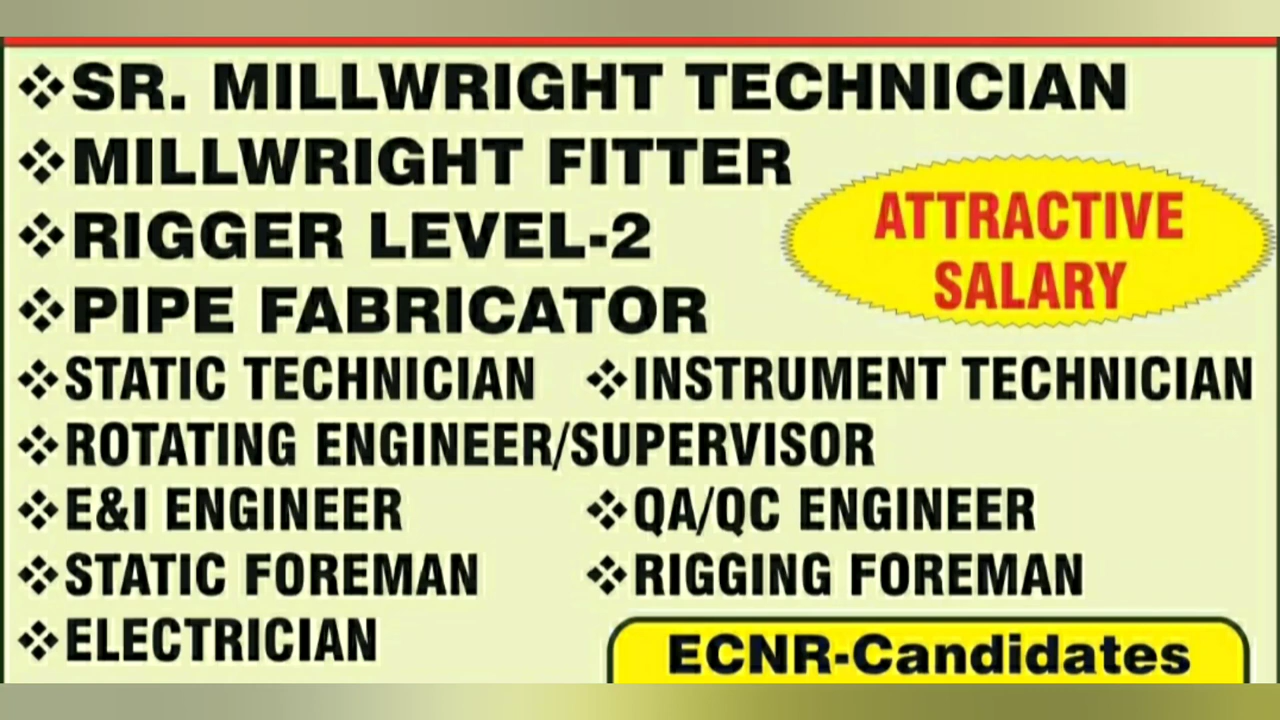 ❖SR. MILLWRIGHT TECHNICIAN
❖MILLWRIGHT FITTER
❖RIGGER LEVEL-2
ATTRACTIVE
SALARY
❖PIPE FABRICATOR
❖STATIC TECHNICIAN ❖INSTRUMENT TECHNICIAN
❖ROTATING ENGINEER/SUPERVISOR
❖E&I ENGINEER ❖QA/QC ENGINEER
❖STATIC FOREMAN ❖RIGGING FOREMAN
❖ELECTRICIAN
ECNR-Candidates